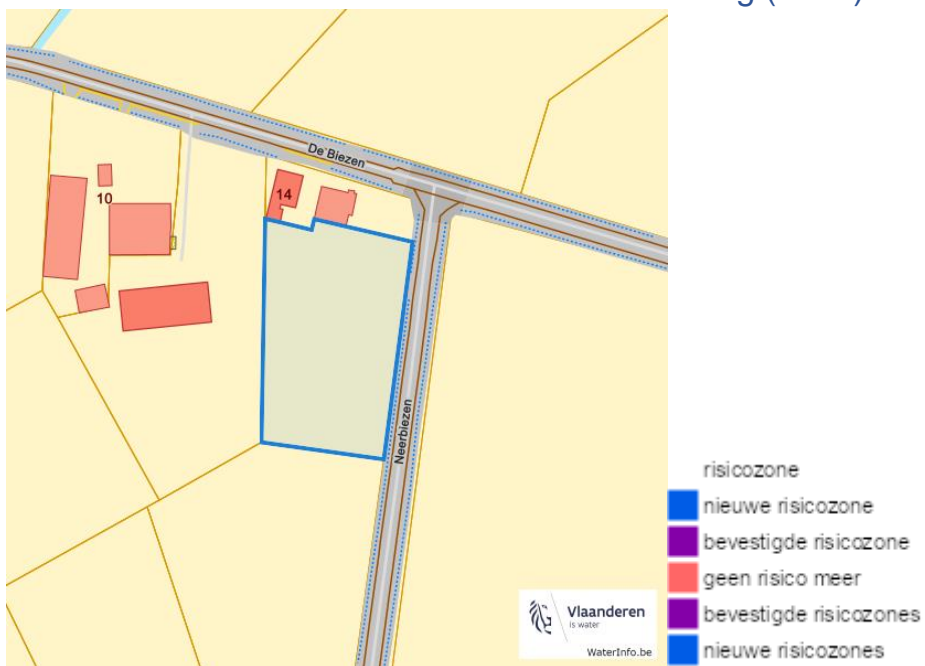 g (
De Biezen
14
10
Neerbiezen
Vlaanderen
is water
WaterInfo.be
risicozone
nieuwe risicozone
bevestigde risicozone
geen risico meer
bevestigde risicozones
nieuwe risicozones